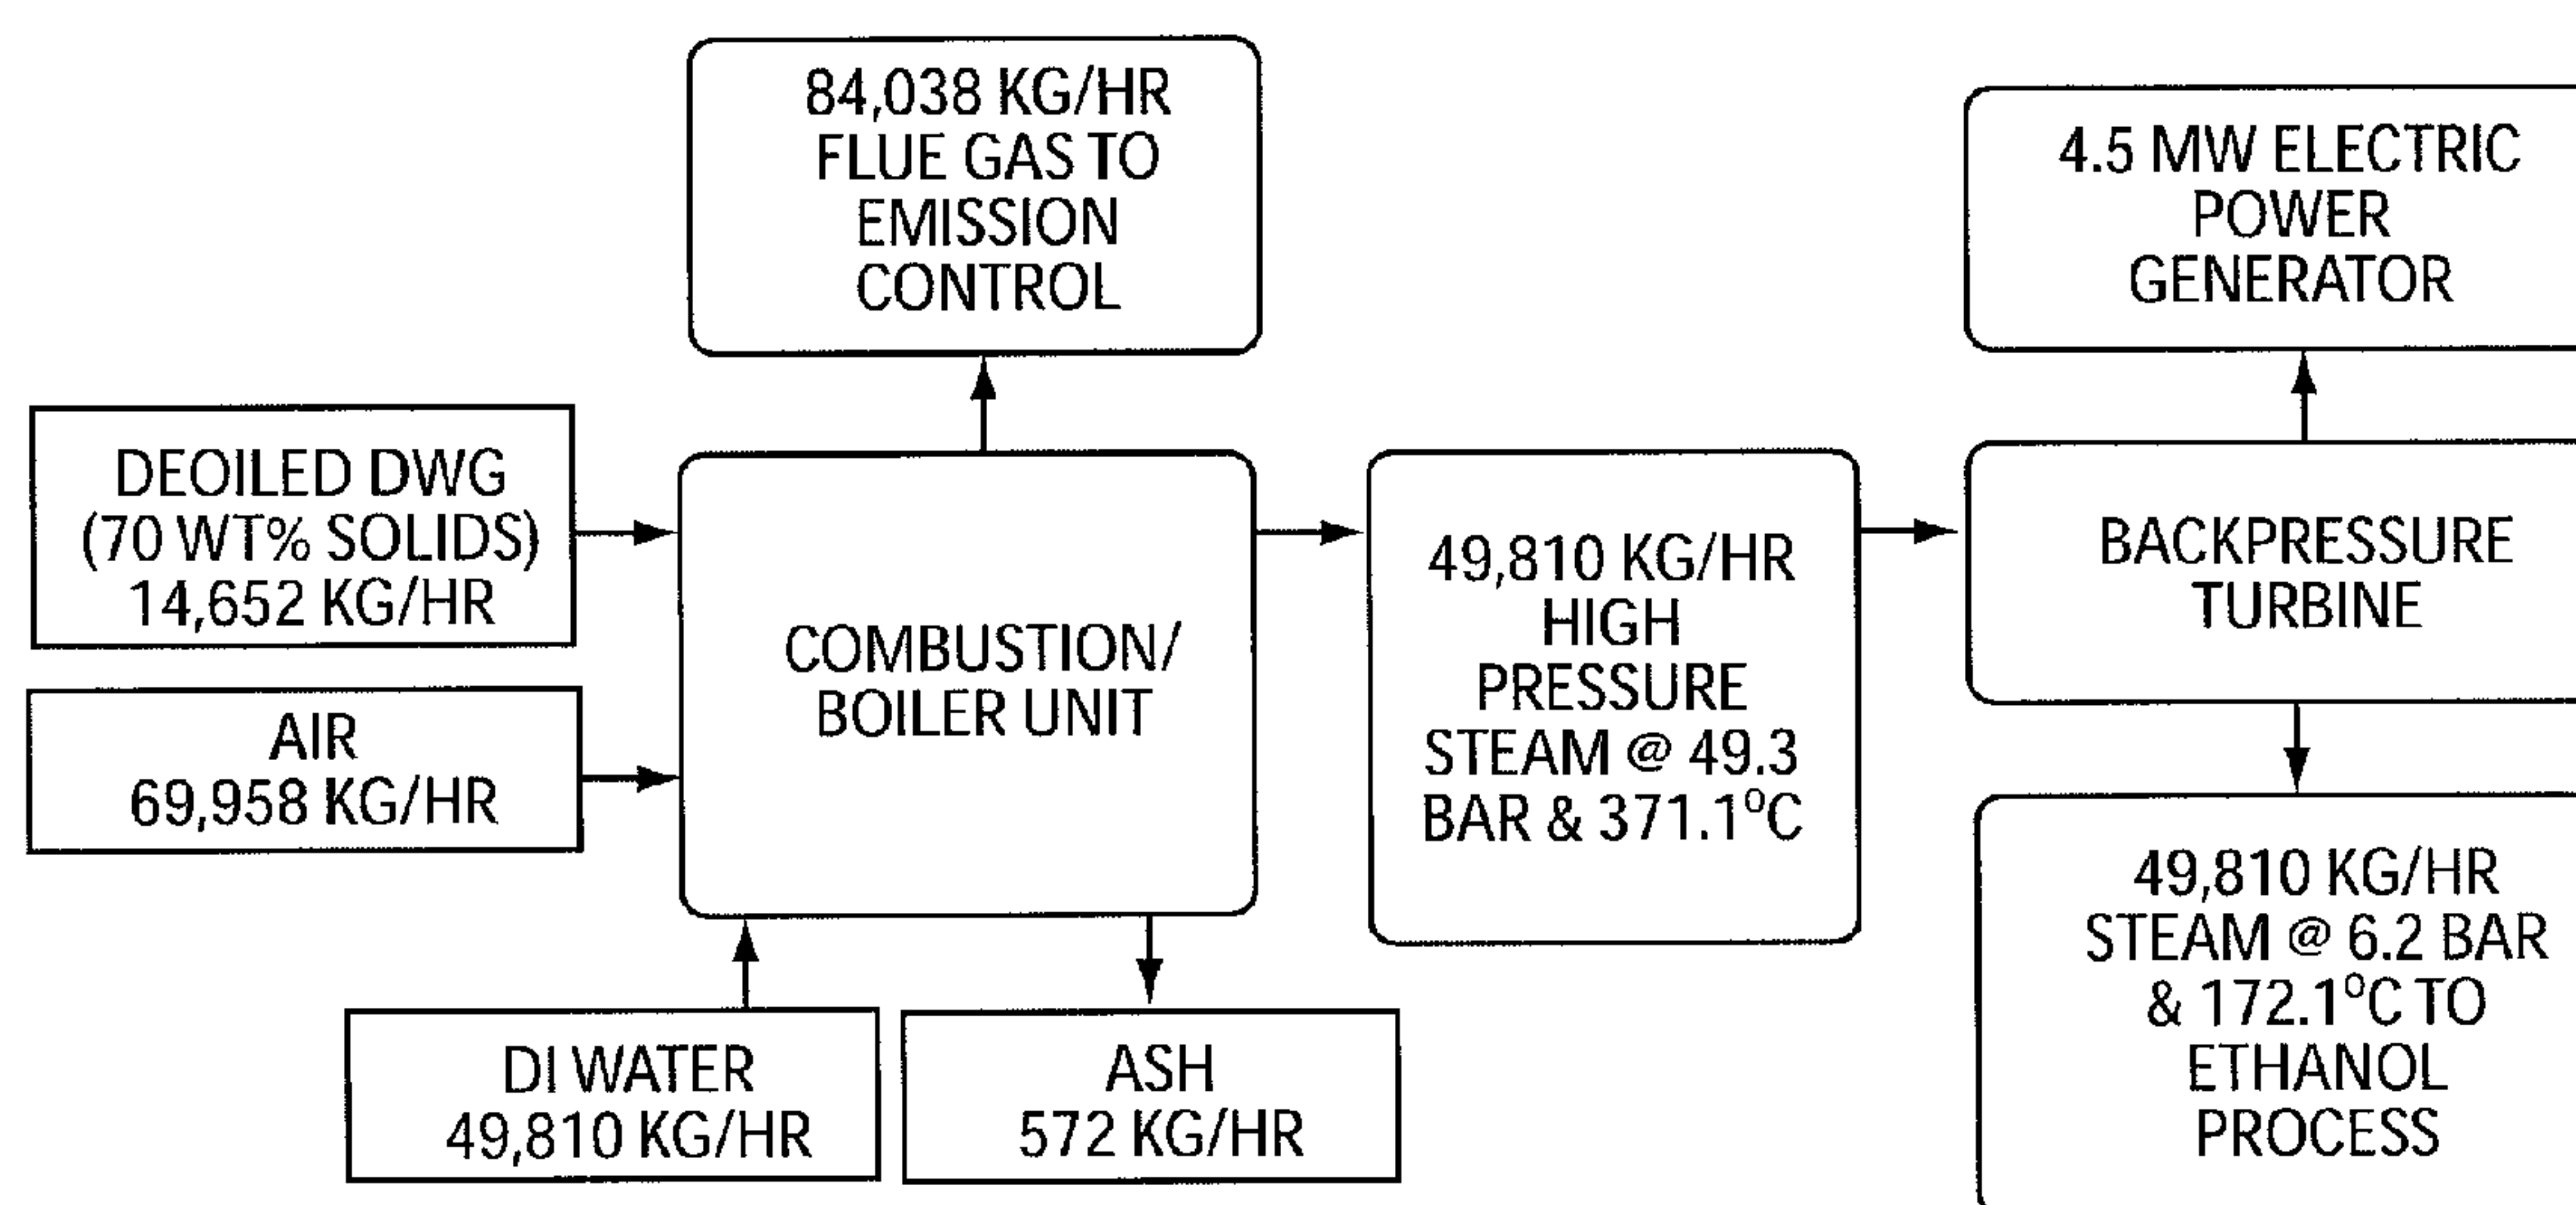 84,038 KG/HR
FLUE GAS TO
EMISSION
CONTROL
4.5 MW ELECTRIC
POWER
GENERATOR
DEOILED DWG
(70 WT% SOLIDS)
14,652 KG/HR
AIR
69,958 KG/HR
COMBUSTION/
BOILER UNIT
49,810 KG/HR
HIGH
PRESSURE
STEAM @ 49.3
BAR & 371.1°C
BACKPRESSURE
TURBINE
DI WATER
49,810 KG/HR
ASH
572 KG/HR
49,810 KG/HR
STEAM @ 6.2 BAR
& 172.1°C TO
ETHANOL
PROCESS